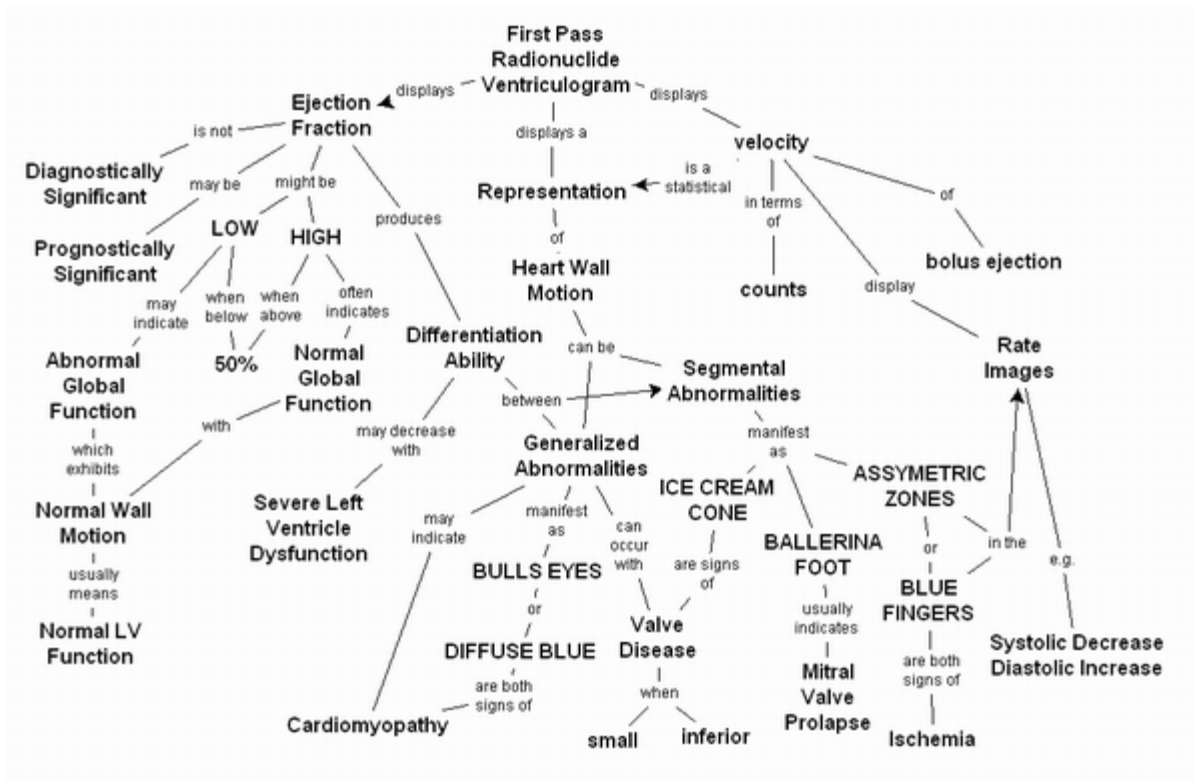 First Pass
Radionuclide
Ventriculogram
displays
displays a
displays
Ejection
Fraction
velocity
is not
Diagnostically
Significant
may be
Prognostically
Significant
might be
LOW
HIGH
produces
Representation
is a
statistical
in terms
of
counts
of
bolus ejection
display
Rate
Images
of
Heart Wall
Motion
may
indicate
when
below
when
above
50%
often
indicates
Abnormal
Global
Function
Normal
Global
Function
Differentiation
Ability
can be
Segmental
Abnormalities
between
Generalized
Abnormalities
which
exhibits
with
may decrease
with
Normal Wall
Motion
Severe Left
Ventricle
Dysfunction
usually
means
Normal LV
Function
may
indicate
manifest
as
can
occur
with
manifest
as
ICE CREAM
CONE
ASSYMETRIC
ZONES
BALLERINA
FOOT
BULLS EYES
or
DIFFUSE BLUE
are both
signs of
Cardiomyopathy
are signs
of
Valve
Disease
when
small
inferior
usually
indicates
Mitral
Valve
Prolapse
or
in the
BLUE
FINGERS
are both
signs of
Ischemia
e.g.
Systolic Decrease
Diastolic Increase